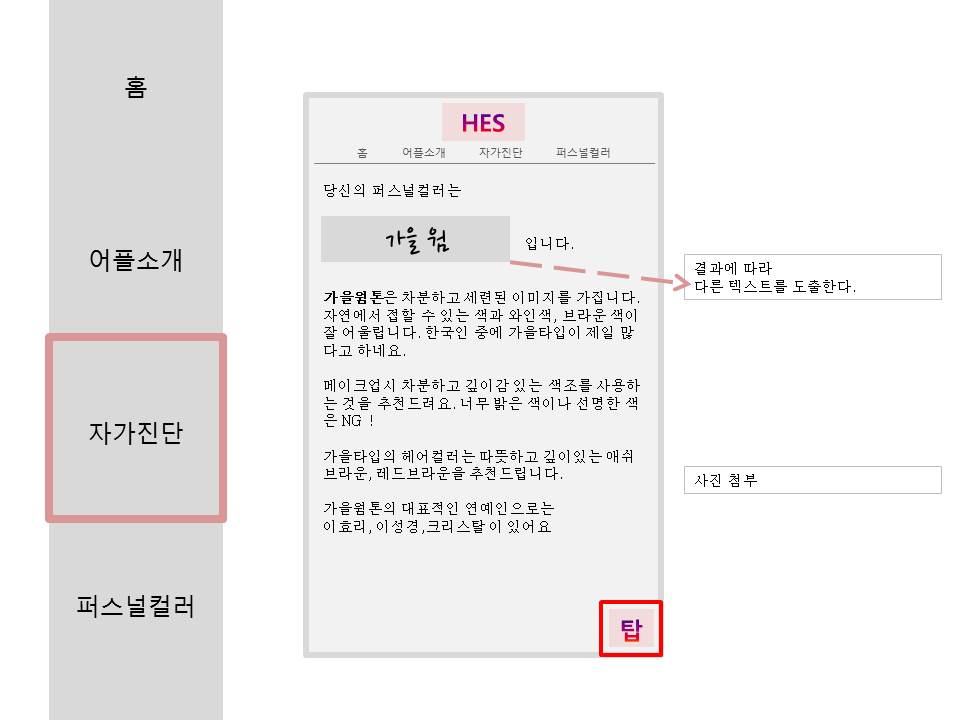 홈
어플소개
자가진단
퍼스널컬러
HES
홈 어플소개 자가진단 퍼스널컬러
당신의 퍼스널컬러는
가을 웜
입니다.
가을웜톤은 차분하고 세련된 이미지를 가집니다.
자연에서 접할 수 있는 색과 와인색, 브라운 색이
잘 어울립니다. 한국인 중에 가을타입이 제일 많
다고 하네요.
메이크업시 차분하고 깊이감 있는 색조를 사용하
는 것을 추천드려요. 너무 밝은 색이나 선명한 색
은 NG !
가을타입의 헤어컬러는 따뜻하고 깊이있는 애쉬
브라운, 레드브라운을 추천드립니다.
가을웜톤의 대표적인 연예인으로는
이효리, 이성경,크리스탈 이 있어요
탑
결과에 따라
다른 텍스트를 도출한다.
사진 첨부